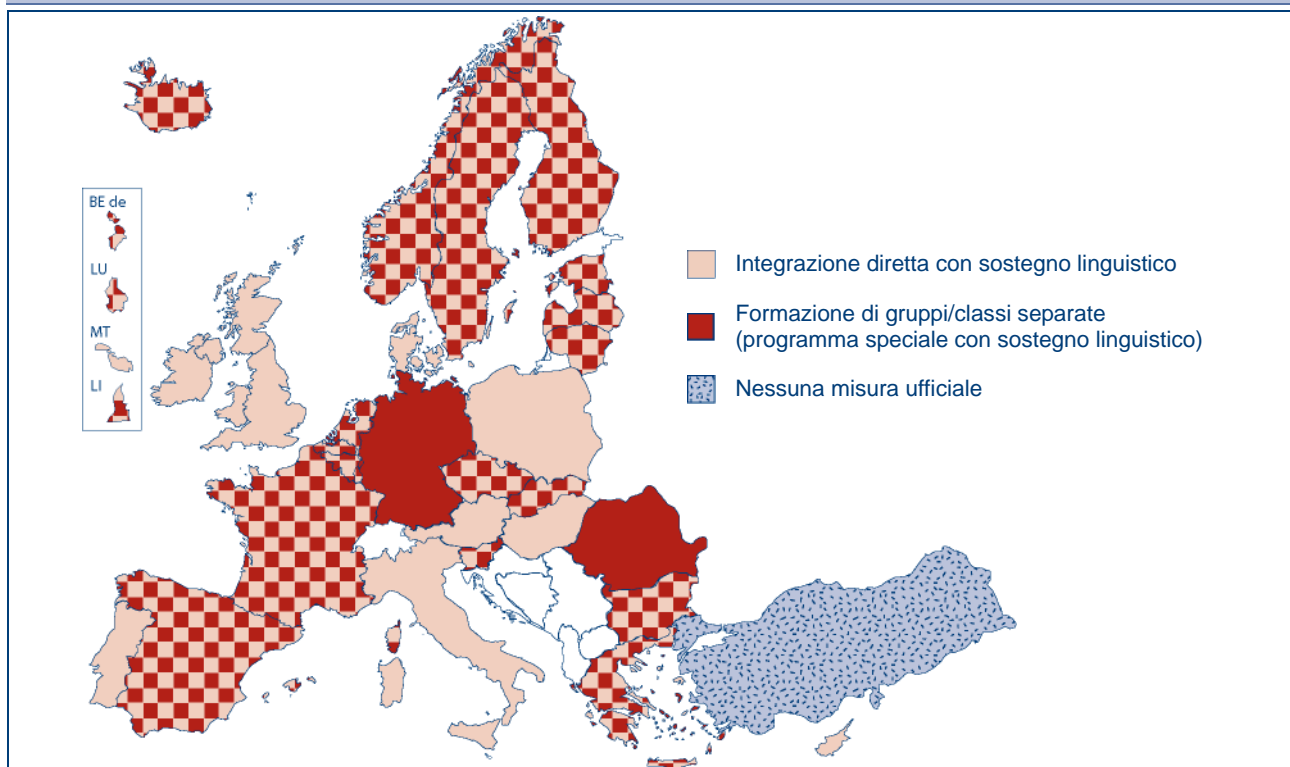 BE de
LU
MT
LI
Integrazione diretta con sostegno linguistico
Formazione di gruppi/classi separate
(programma speciale con sostegno linguistico)
Nessuna misura ufficiale